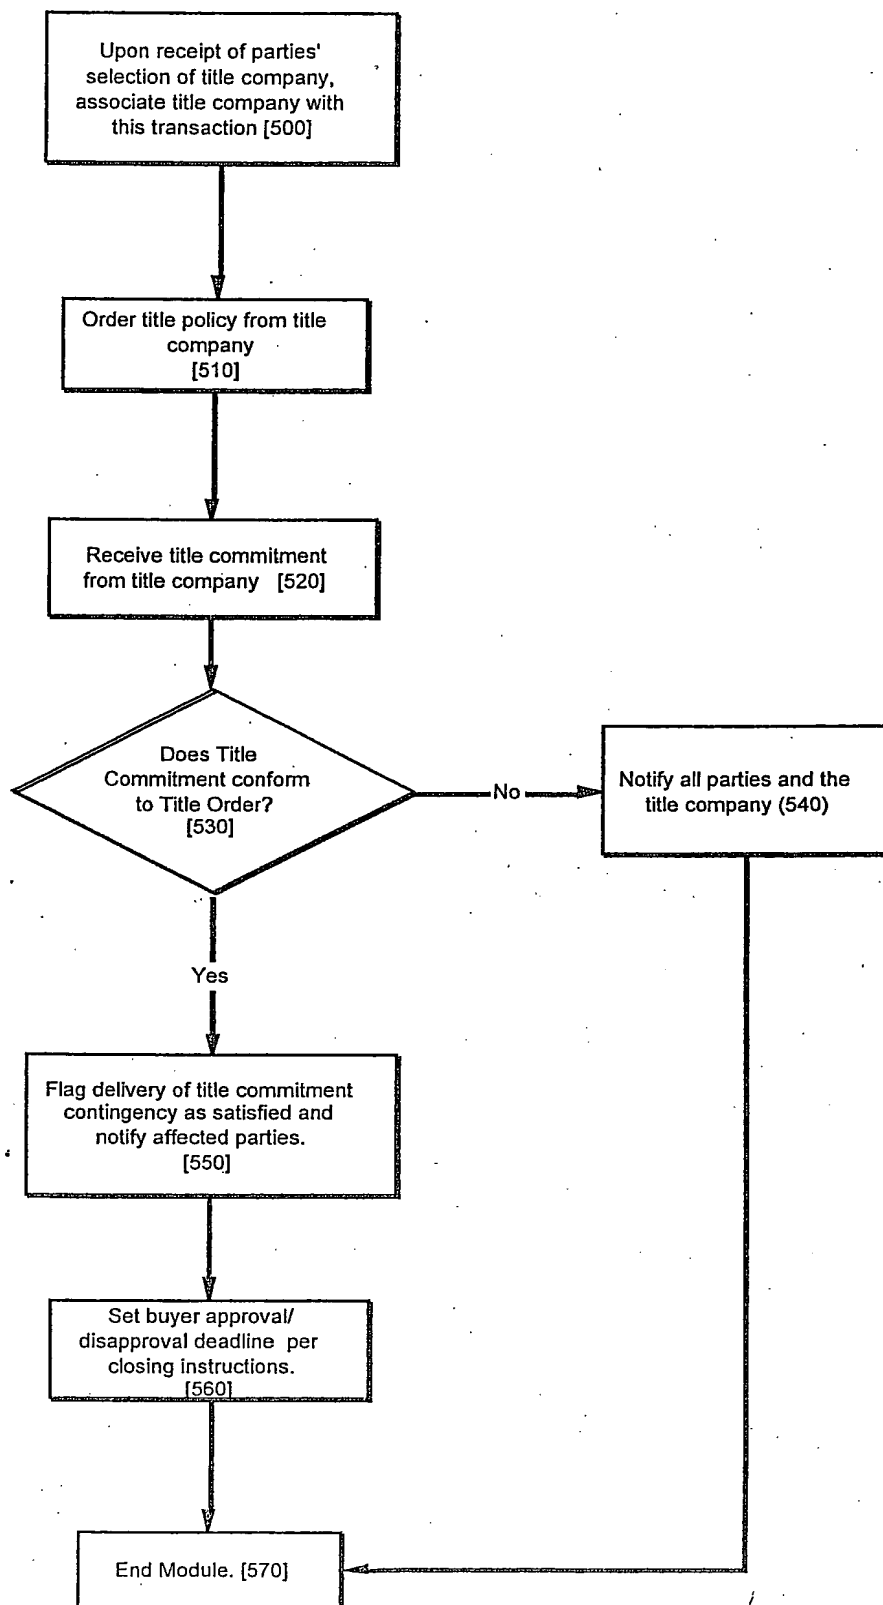 Upon receipt of parties'
selection of title company,
associate title company with
this transaction [500]
Order title policy from title
company
[510]
Receive title commitment
from title company [520]
Does Title
Commitment conform
to Title Order?
[530]
No
Notify all parties and the
title company (540)
Yes
Flag delivery of title commitment
contingency as satisfied and
notify affected parties.
[550]
Set buyer approval/
disapproval deadline per
closing instructions.
[560]
End Module. [570]